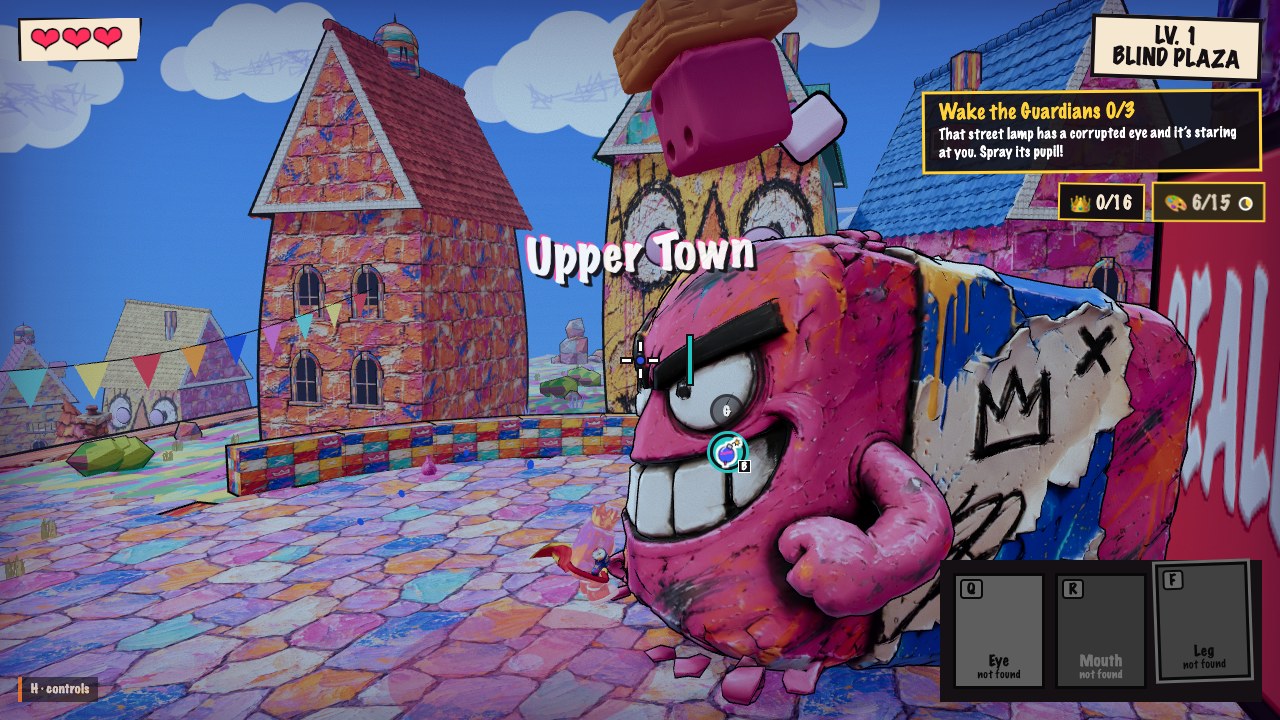 LV. 1
BLIND PLAZA
Wake the Guardians 0/3
That street lamp has a corrupted eye and it's staring
at you. Spray its pupil!
0/16
6/15
Upper Town
X
G
6
Q
Eye
not found
R
Mouth
not found
F
Leg
not found
H · controls